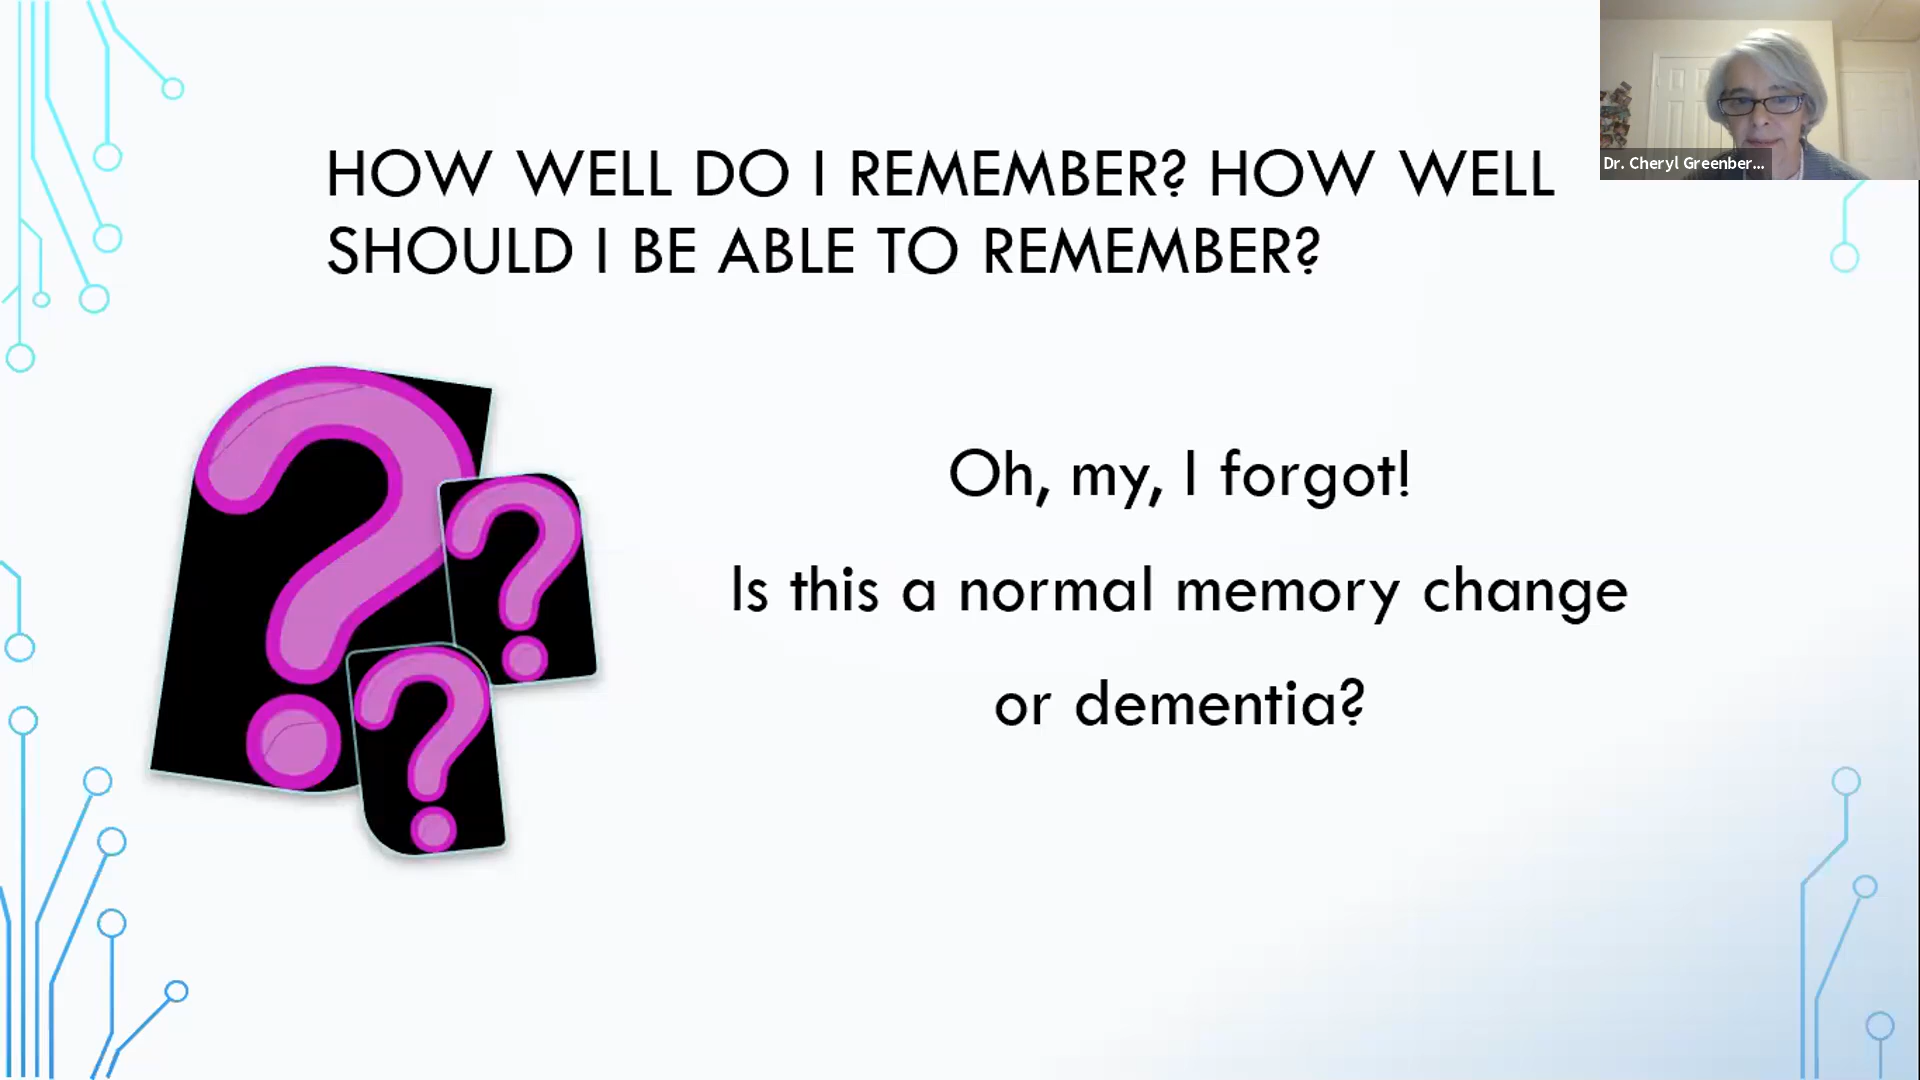 HOW WELL DO I REMEMBER? HOW WELL
SHOULD I BE ABLE TO REMEMBER?
Dr. Cheryl Greenber...
Oh, my, I forgot!
Is this a normal memory change
or dementia?